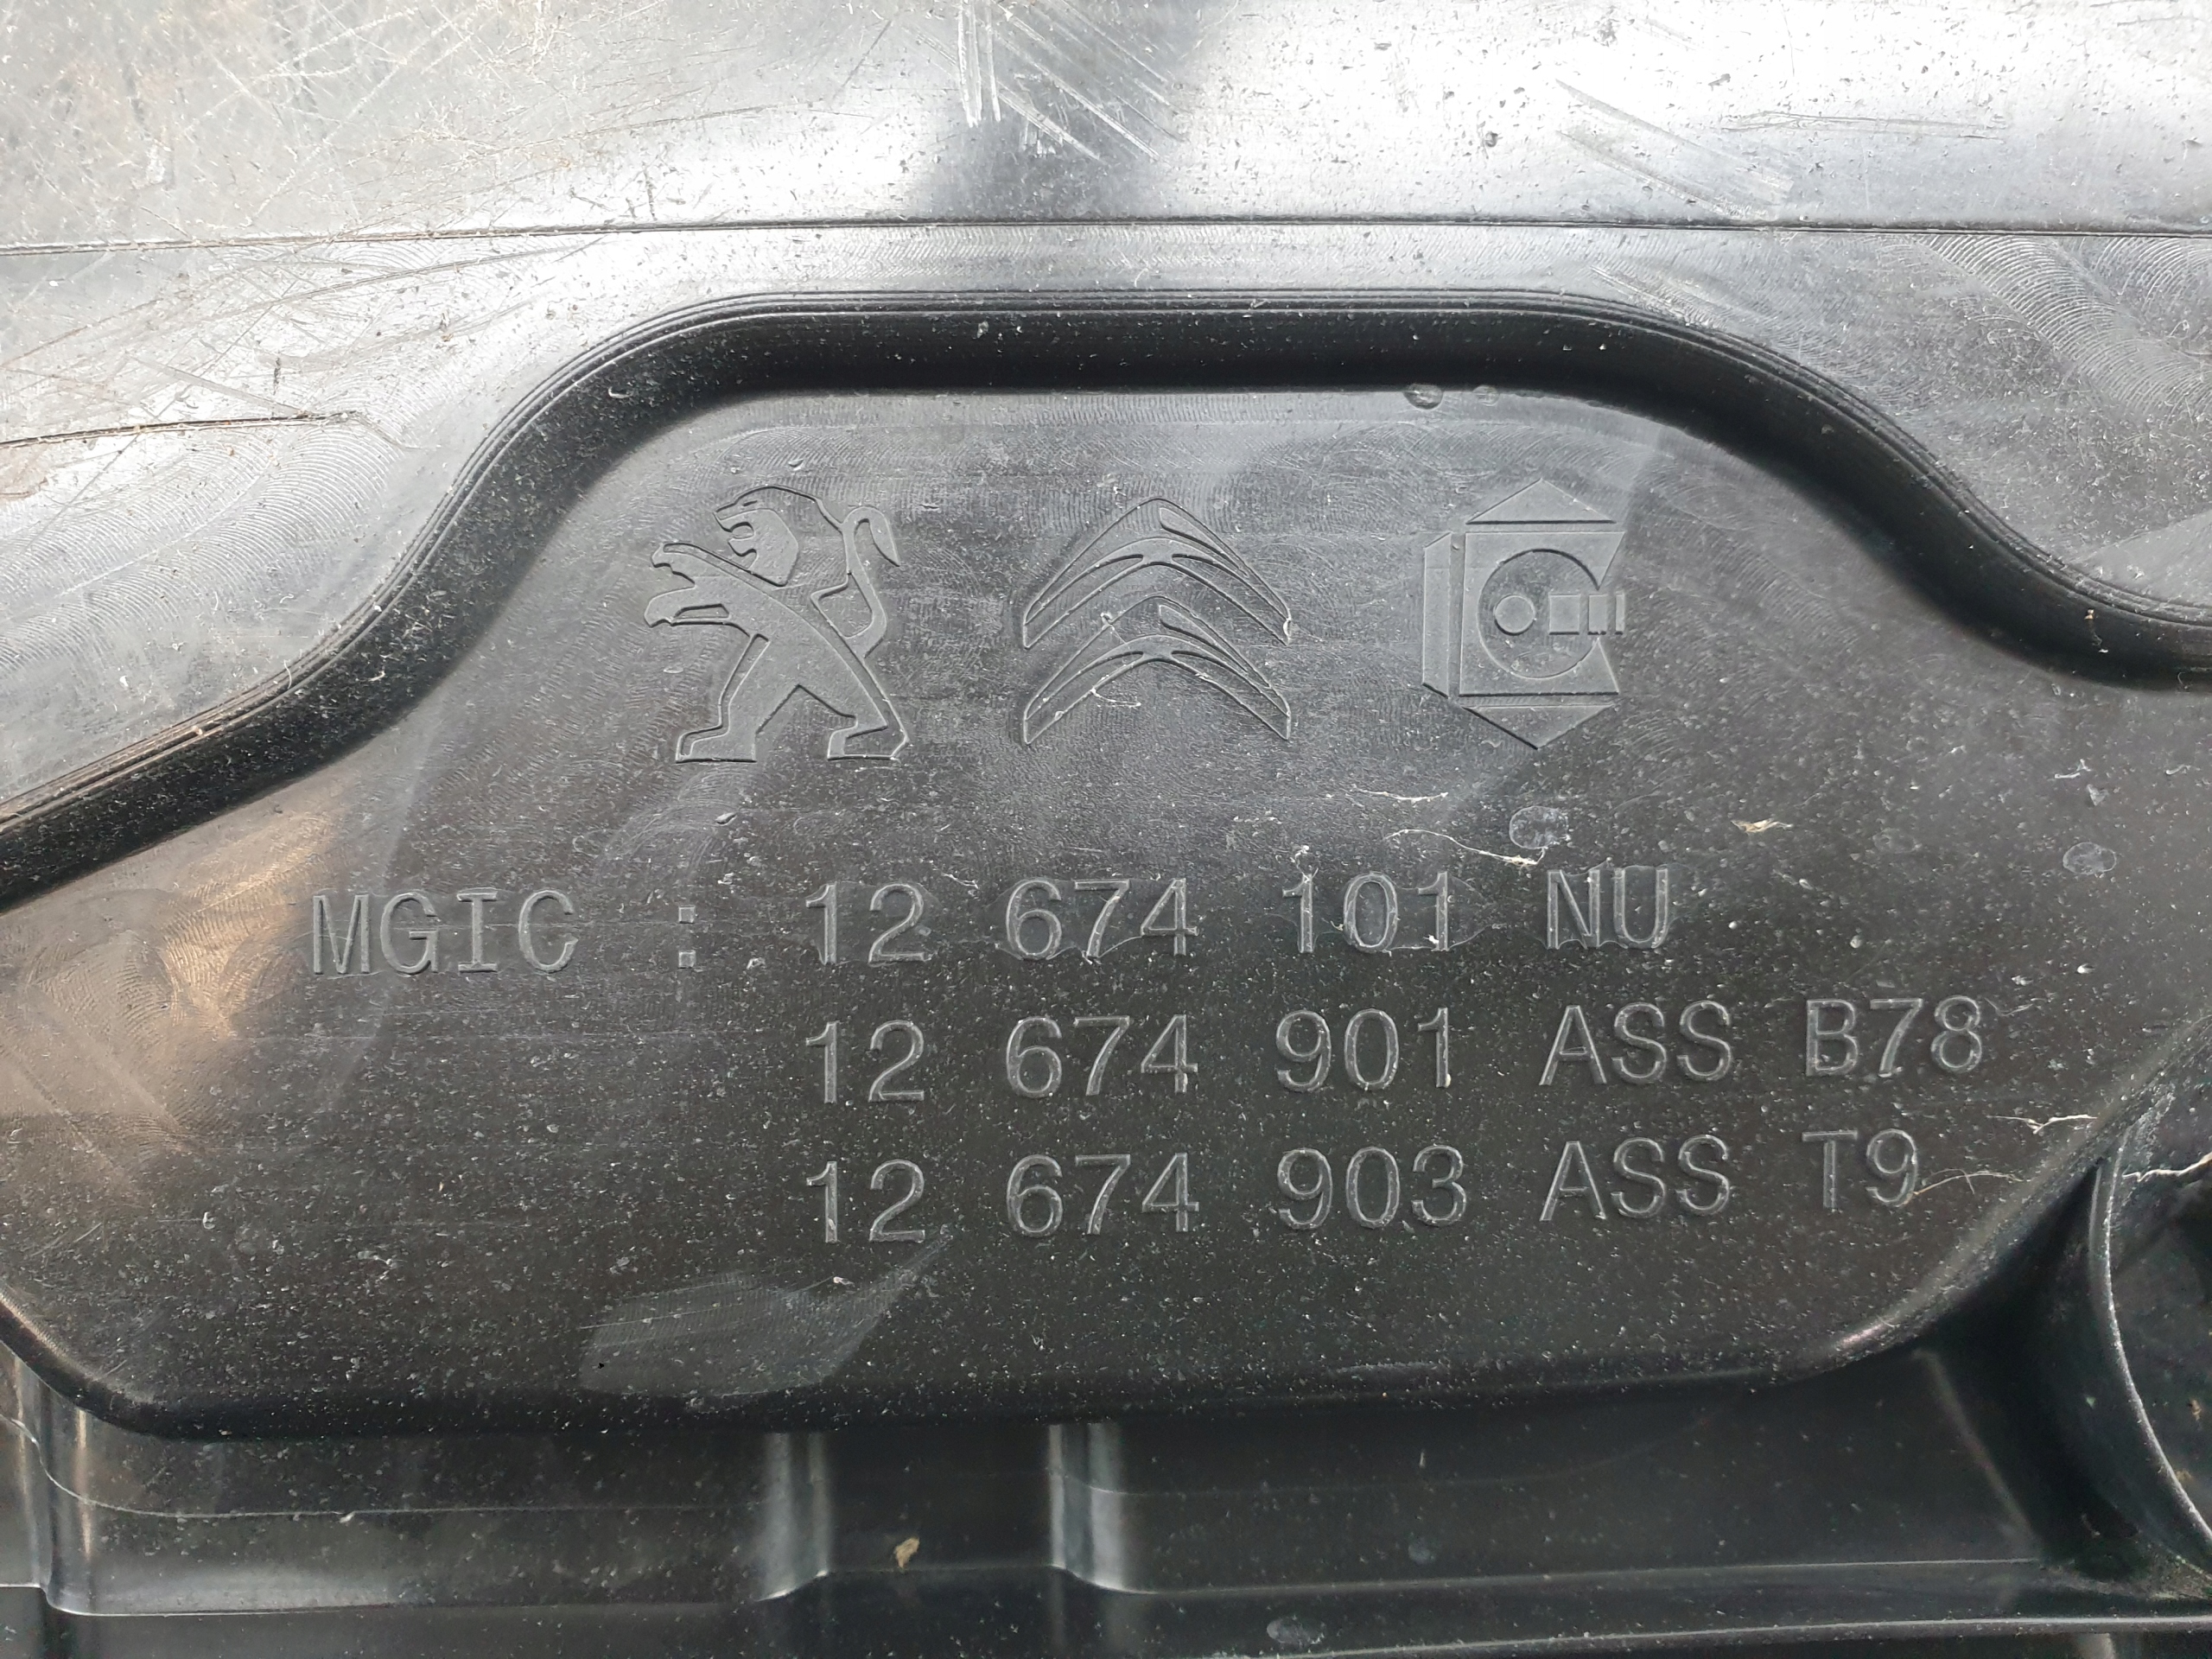 MGIC : 12 674 101 NU
12 674 901 ASS B78
12 674 903 ASS T9